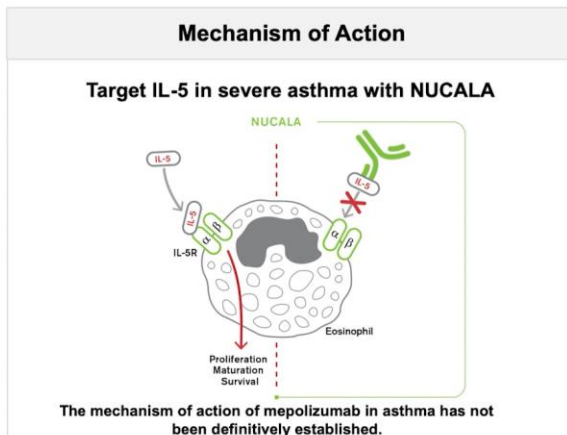 Mechanism of Action
Target IL-5 in severe asthma with NUCALA
NUCALA
IL-5
IL-5
IL-5
α
β
α
β
IL-5R
Eosinophil
Proliferation
Maturation
Survival
The mechanism of action of mepolizumab in asthma has not
been definitively established.